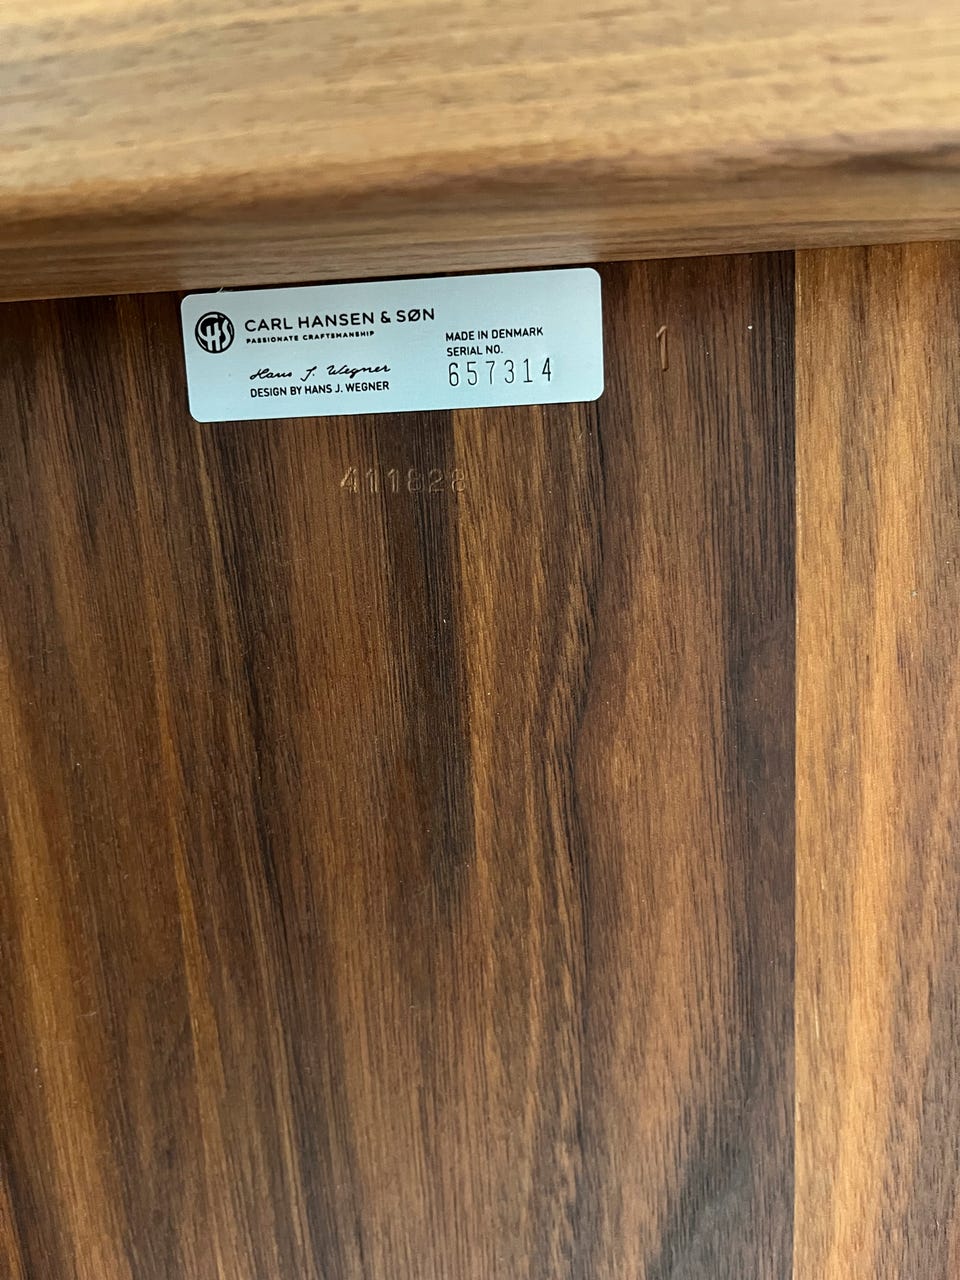 CHS
CARL HANSEN & SØN
PASSIONATE CRAFTSMANSHIP
Hans J. Wegner
DESIGN BY HANS J. WEGNER
MADE IN DENMARK
SERIAL NO.
657314
1
411828